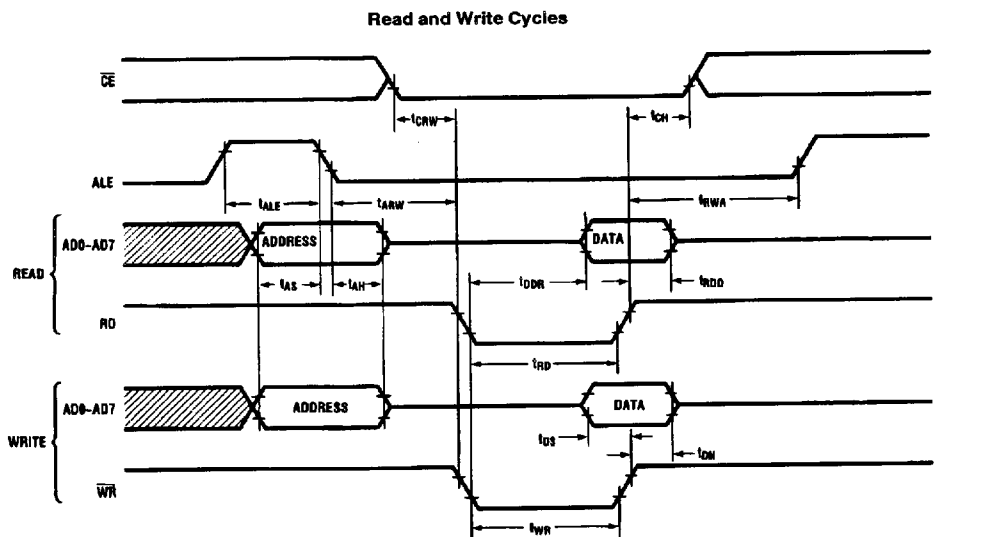 Read and Write Cycles
CE
tCRW
tCH
ALE
tALE
tARW
tRWA
READ
AD0-AD7
ADDRESS
DATA
tAS
tAH
tDDR
tRDD
RD
tRD
WRITE
AD0-AD7
ADDRESS
DATA
tDS
tDH
WR
tWR